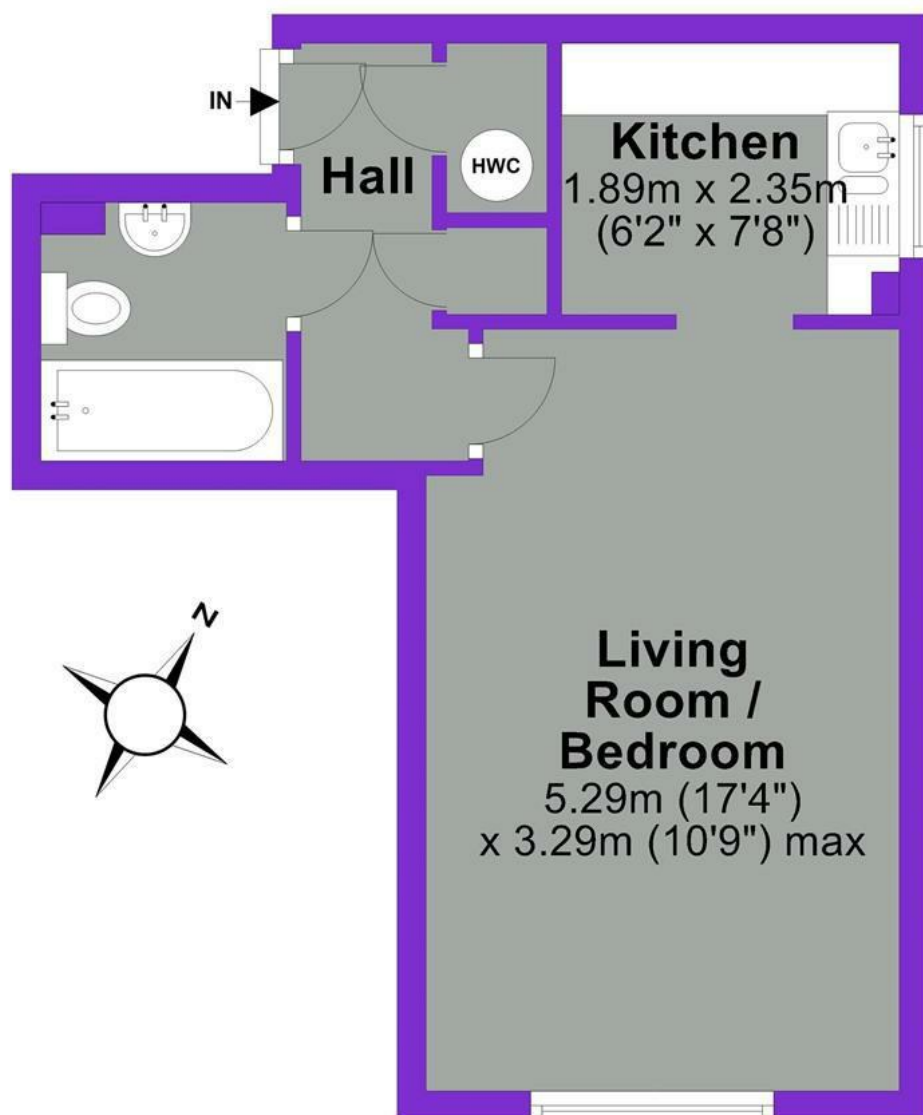 IN
Hall
HWC
Kitchen
1.89m x 2.35m
(6'2" x 7'8")
N
Living
Room /
Bedroom
5.29m (17'4")
x 3.29m (10'9") max